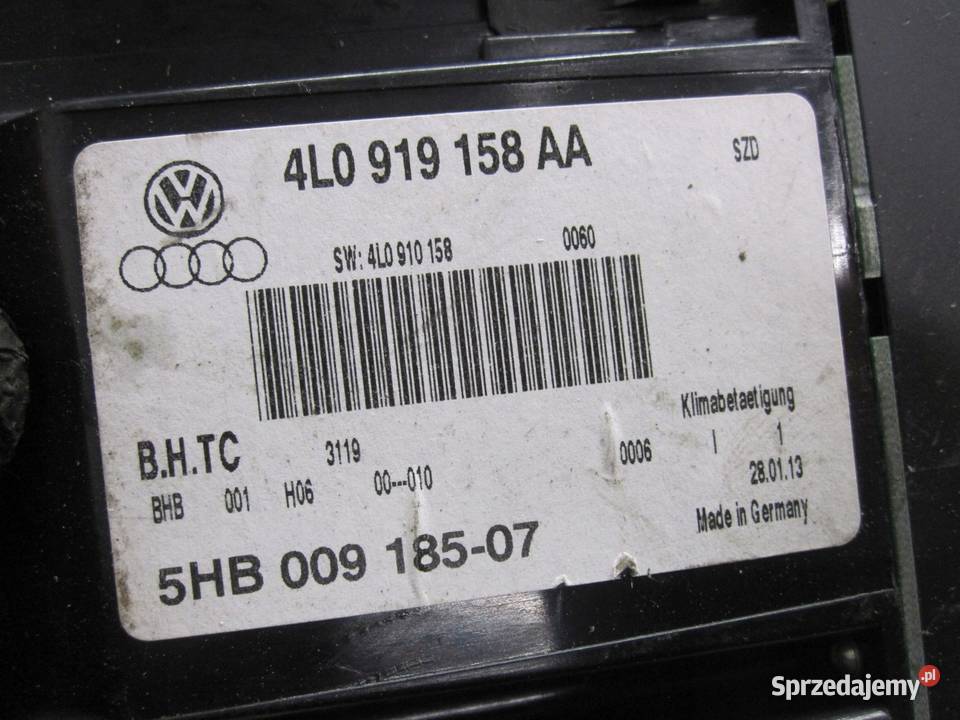 4L0 919 158 AA
SZD
VW
SW: 4L0 910 158 0060
Klimabetaetigung
B.H.TC 3119 0006 I 1
BHB 001 H06 00---010 28.01.13
Made in Germany
5HB 009 185-07
Sprzedajemy.pl